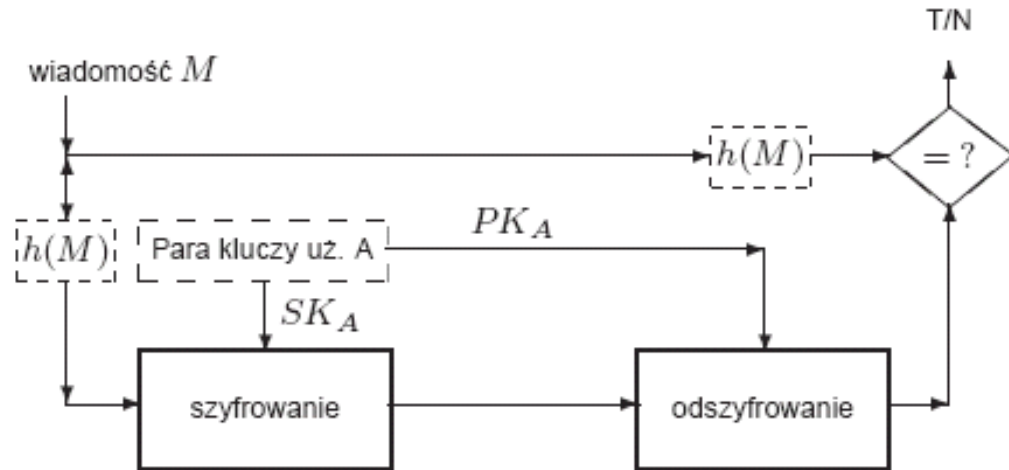 T/N
wiadomość M
h(M)
= ?
h(M)
Para kluczy uż. A
PK_A
SK_A
szyfrowanie
odszyfrowanie